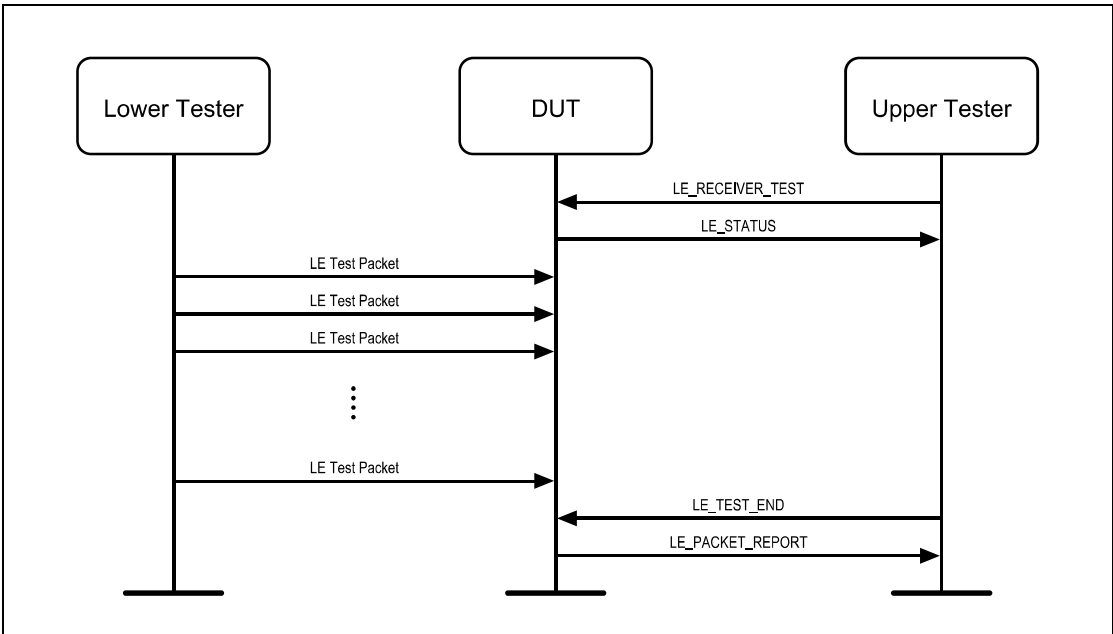 Lower Tester
DUT
Upper Tester
LE_RECEIVER_TEST
LE_STATUS
LE Test Packet
LE Test Packet
LE Test Packet
LE Test Packet
LE_TEST_END
LE_PACKET_REPORT